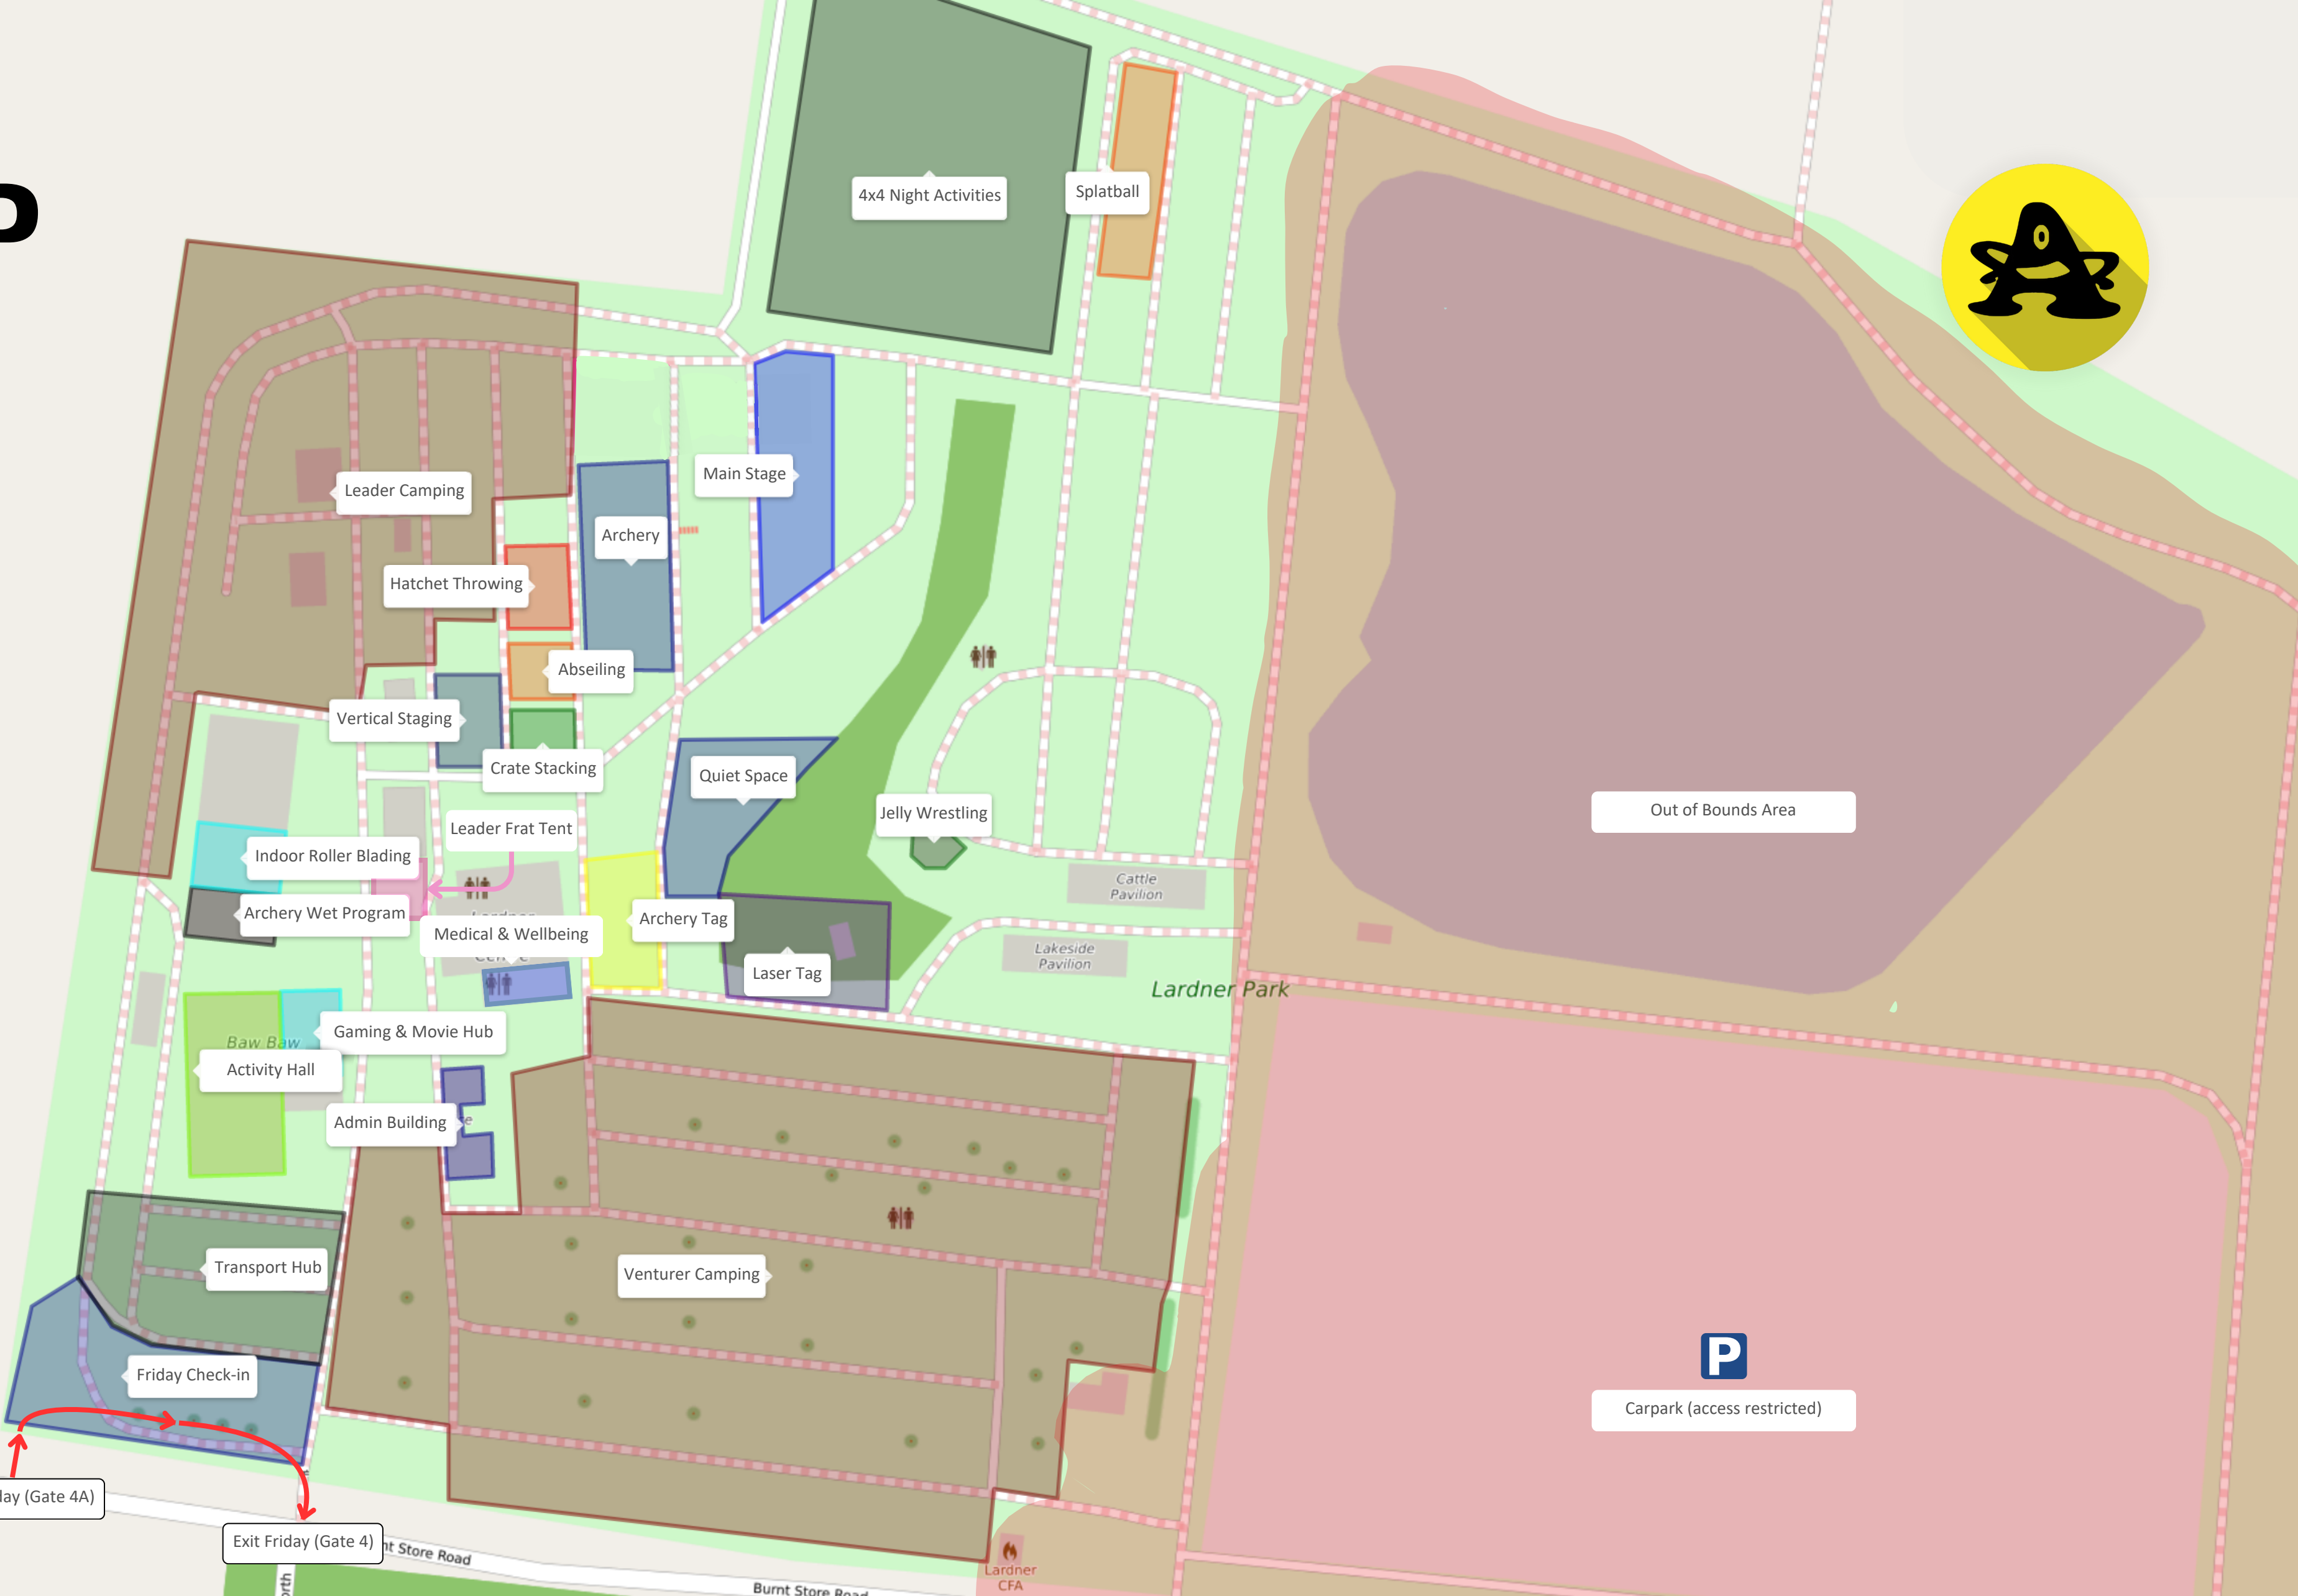 P
4x4 Night Activities
Splatball
Leader Camping
Main Stage
Archery
Hatchet Throwing
Abseiling
Vertical Staging
Crate Stacking
Quiet Space
Out of Bounds Area
Jelly Wrestling
Leader Frat Tent
Indoor Roller Blading
Cattle
Pavilion
Archery Wet Program
Archery Tag
Medical & Wellbeing
Lakeside
Pavilion
Laser Tag
Lardner Park
Gaming & Movie Hub
Baw Baw
Activity Hall
Admin Building
Transport Hub
Venturer Camping
P
Friday Check-in
Carpark (access restricted)
(Gate 4A)
Exit Friday (Gate 4)
Store Road
Lardner
CFA
Burnt Store Road